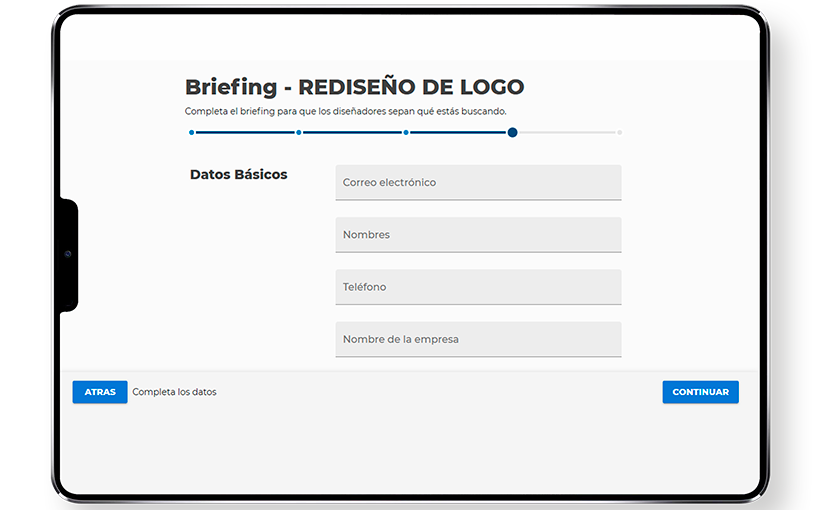 Briefing - REDISEÑO DE LOGO
Completa el briefing para que los diseñadores sepan qué estás buscando.
Datos Básicos
Correo electrónico
Nombres
Teléfono
Nombre de la empresa
ATRAS Completa los datos CONTINUAR